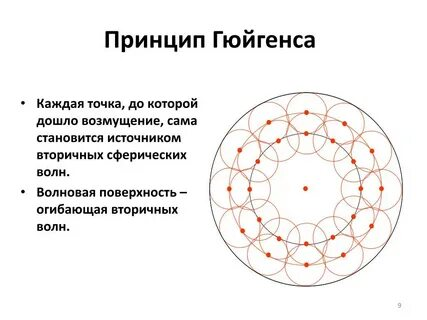 Принцип Гюйгенса
• Каждая точка, до которой
дошло возмущение, сама
становится источником
вторичных сферических
волн.
• Волновая поверхность –
огибающая вторичных
волн.
9